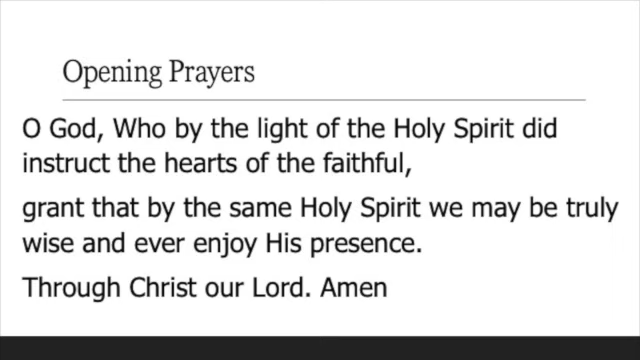 Opening Prayers
O God, Who by the light of the Holy Spirit did
instruct the hearts of the faithful,
grant that by the same Holy Spirit we may be truly
wise and ever enjoy His presence.
Through Christ our Lord. Amen